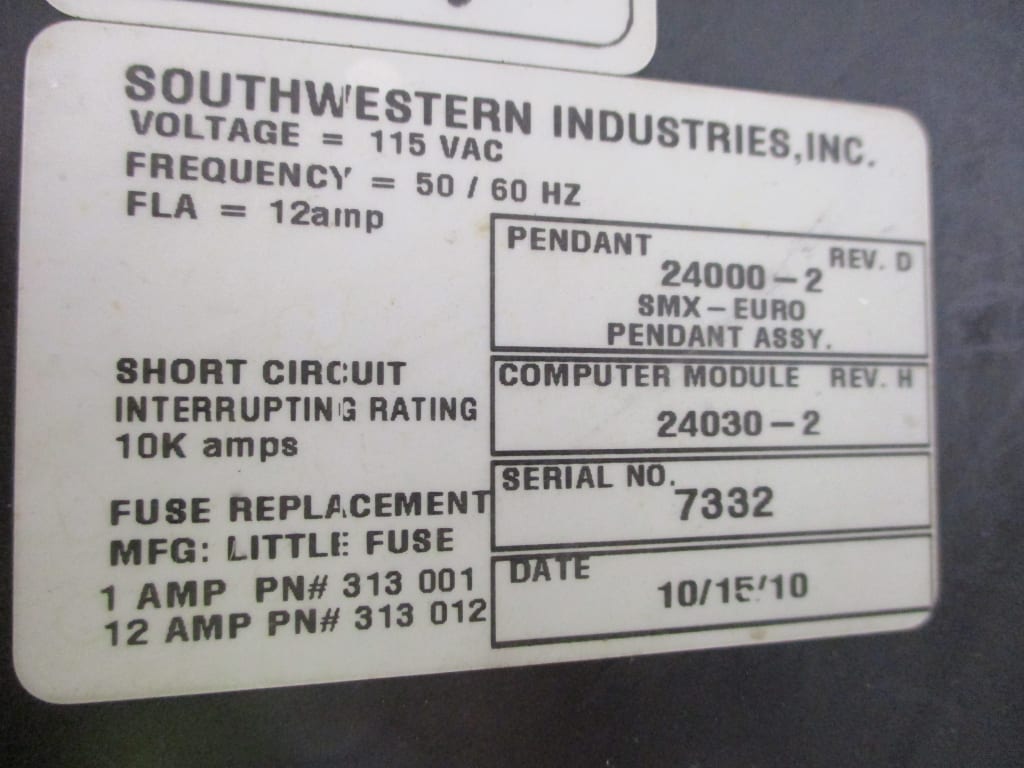 SOUTHWESTERN INDUSTRIES, INC.
VOLTAGE = 115 VAC
FREQUENCY = 50 / 60 HZ
FLA = 12amp
PENDANT REV. D
24000-2
SMX-EURO
PENDANT ASSY.
SHORT CIRCUIT
INTERRUPTING RATING
10K amps
COMPUTER MODULE REV. H
24030-2
FUSE REPLACEMENT
MFG: LITTLE FUSE
1 AMP PN# 313 001
12 AMP PN# 313 012
SERIAL NO.
7332
DATE
10/15/10